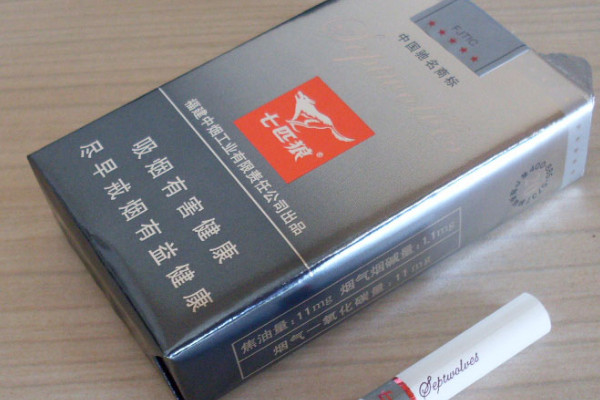 FJTIC
★★★★★
中国驰名商标
Septwolves
七匹狼®
福建中烟工业有限责任公司出品
吸烟有害健康
尽早戒烟有益健康
焦油量:11mg 烟气烟碱量:1.1mg
烟气一氧化碳量:11mg
Septwolves